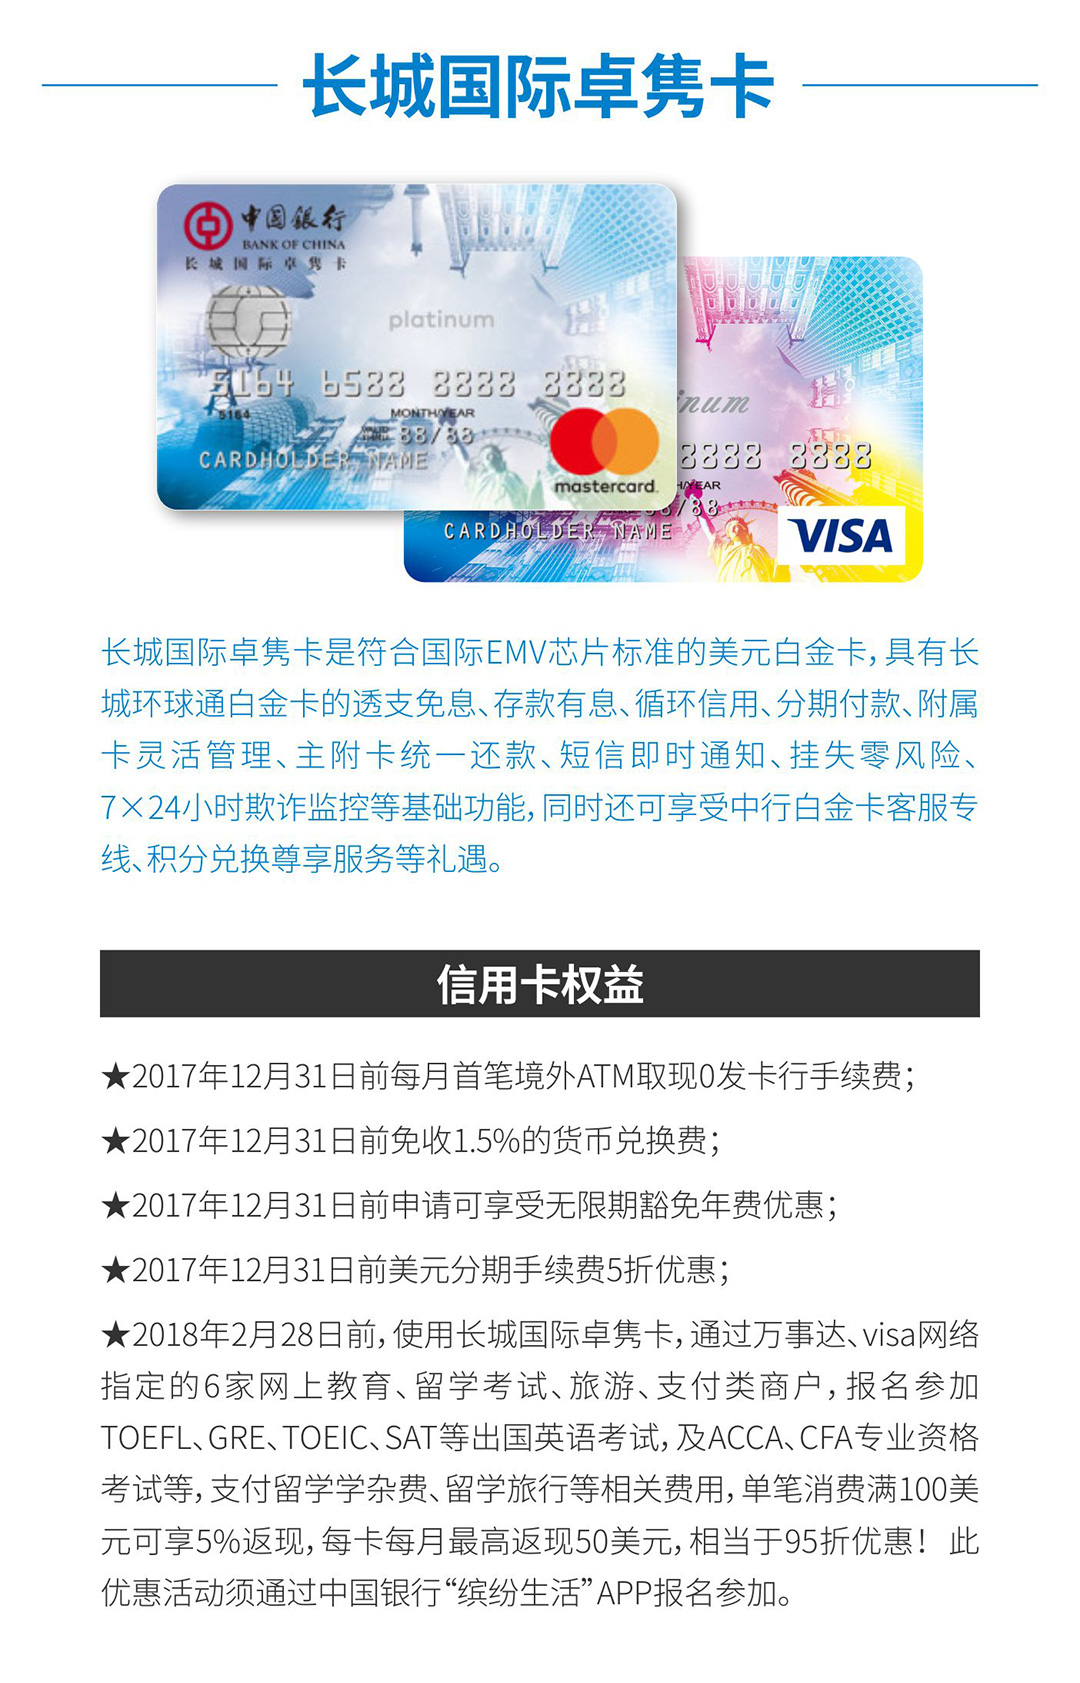 长城国际卓隽卡
中国银行
BANK OF CHINA
长城国际卓隽卡
platinum
5164 6588 8888 8888
5164
MONTH/YEAR
VALID THRU 88/88
CARDHOLDER NAME
mastercard.
num
8888 8888
H/YEAR
88/88
CARDHOLDER NAME
VISA
长城国际卓隽卡是符合国际EMV芯片标准的美元白金卡，具有长
城环球通白金卡的透支免息、存款有息、循环信用、分期付款、附属
卡灵活管理、主附卡统一还款、短信即时通知、挂失零风险、
7×24小时欺诈监控等基础功能，同时还可享受中行白金卡客服专
线、积分兑换尊享服务等礼遇。
信用卡权益
★2017年12月31日前每月首笔境外ATM取现0发卡行手续费；
★2017年12月31日前免收1.5%的货币兑换费；
★2017年12月31日前申请可享受无限期豁免年费优惠；
★2017年12月31日前美元分期手续费5折优惠；
★2018年2月28日前，使用长城国际卓隽卡，通过万事达、visa网络
指定的6家网上教育、留学考试、旅游、支付类商户，报名参加
TOEFL、GRE、TOEIC、SAT等出国英语考试，及ACCA、CFA专业资格
考试等，支付留学学杂费、留学旅行等相关费用，单笔消费满100美
元可享5%返现，每卡每月最高返现50美元，相当于95折优惠！此
优惠活动须通过中国银行“缤纷生活”APP报名参加。